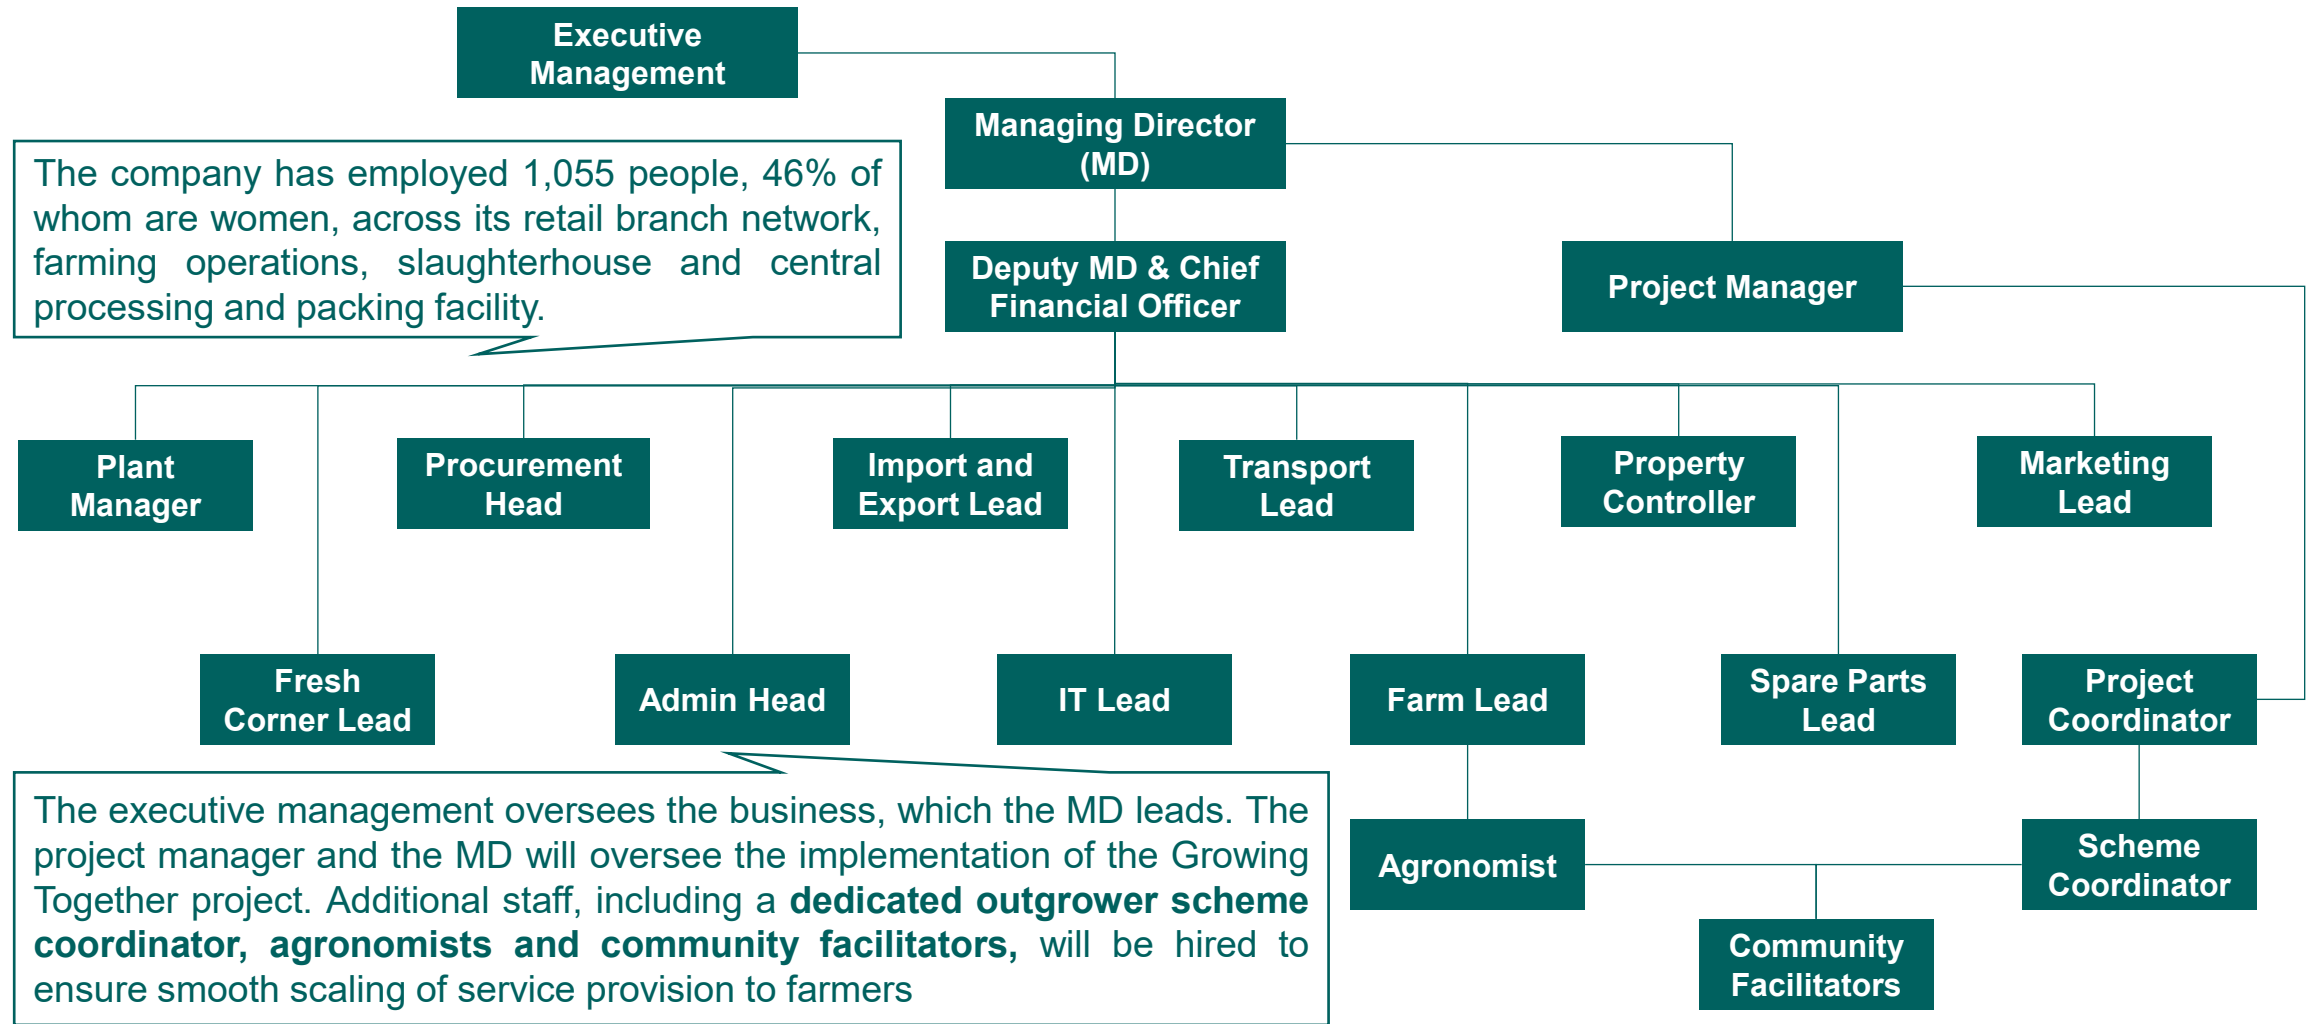 Executive
Management
Managing Director
(MD)
The company has employed 1,055 people, 46% of
whom are women, across its retail branch network,
farming operations, slaughterhouse and central
processing and packing facility.
Deputy MD & Chief
Financial Officer
Project Manager
Plant
Manager
Procurement
Head
Import and
Export Lead
Transport
Lead
Property
Controller
Marketing
Lead
Fresh
Corner Lead
Admin Head
IT Lead
Farm Lead
Spare Parts
Lead
Project
Coordinator
The executive management oversees the business, which the MD leads. The
project manager and the MD will oversee the implementation of the Growing
Together project. Additional staff, including a dedicated outgrower scheme
coordinator, agronomists and community facilitators, will be hired to
ensure smooth scaling of service provision to farmers
Agronomist
Scheme
Coordinator
Community
Facilitators